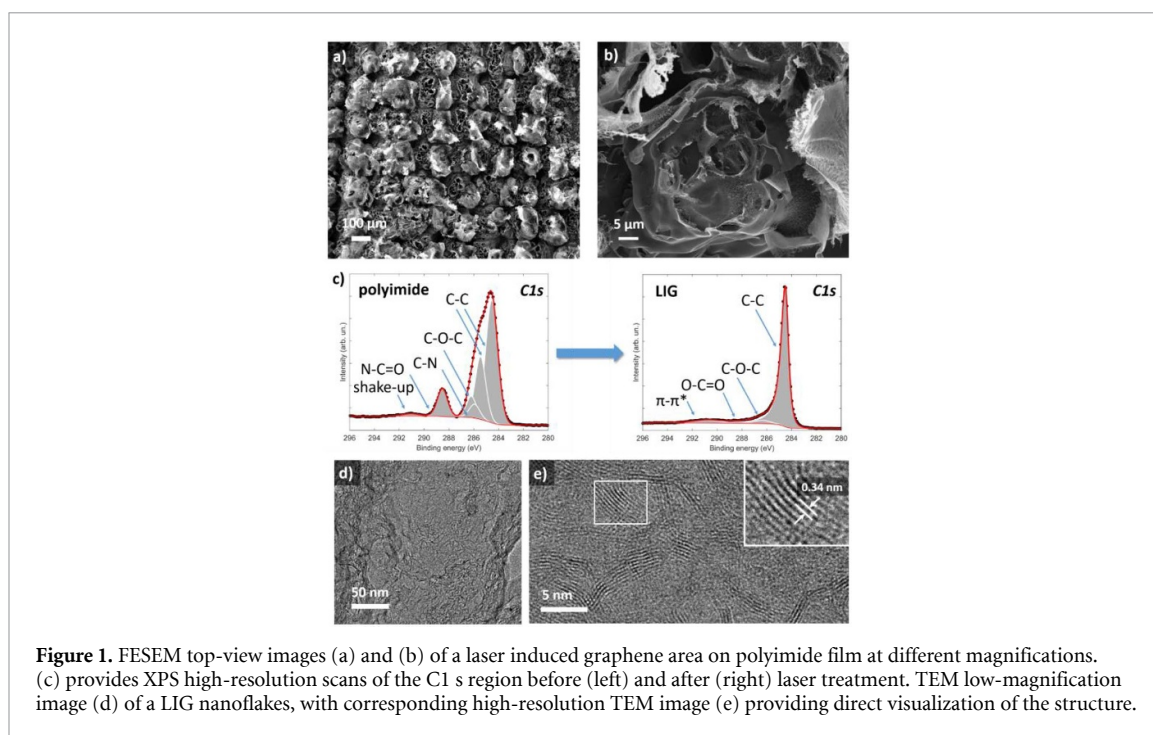 a)
b)
100 µm
5 µm
c)
polyimide
C1s
C-C
C-O-C
C-N
N-C=O
shake-up
Intensity (arb. un.)
296 294 292 290 288 286 284 282 280
Binding energy (eV)
LIG
C1s
C-C
C-O-C
O-C=O
π-π*
Intensity (arb. un.)
296 294 292 290 288 286 284 282 280
Binding energy (eV)
d)
50 nm
e)
0.34 nm
5 nm
Figure 1. FESEM top-view images (a) and (b) of a laser induced graphene area on polyimide film at different magnifications.
(c) provides XPS high-resolution scans of the C1 s region before (left) and after (right) laser treatment. TEM low-magnification
image (d) of a LIG nanoflakes, with corresponding high-resolution TEM image (e) providing direct visualization of the structure.